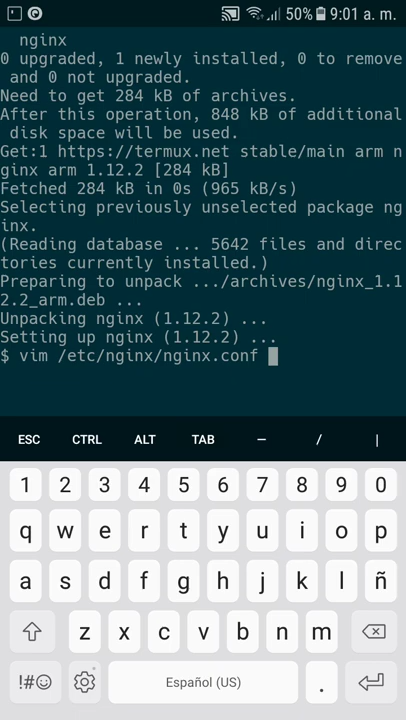 50% 9:01 a. m.
nginx
0 upgraded, 1 newly installed, 0 to remove
and 0 not upgraded.
Need to get 284 kB of archives.
After this operation, 848 kB of additional
disk space will be used.
Get:1 https://termux.net stable/main arm n
ginx arm 1.12.2 [284 kB]
Fetched 284 kB in 0s (965 kB/s)
Selecting previously unselected package ng
inx.
(Reading database ... 5642 files and direc
tories currently installed.)
Preparing to unpack .../archives/nginx_1.1
2.2_arm.deb ...
Unpacking nginx (1.12.2) ...
Setting up nginx (1.12.2) ...
$ vim /etc/nginx/nginx.conf
ESC CTRL ALT TAB — / |
1 2 3 4 5 6 7 8 9 0
q w e r t y u i o p
a s d f g h j k l ñ
z x c v b n m
!#☺ Español (US) .